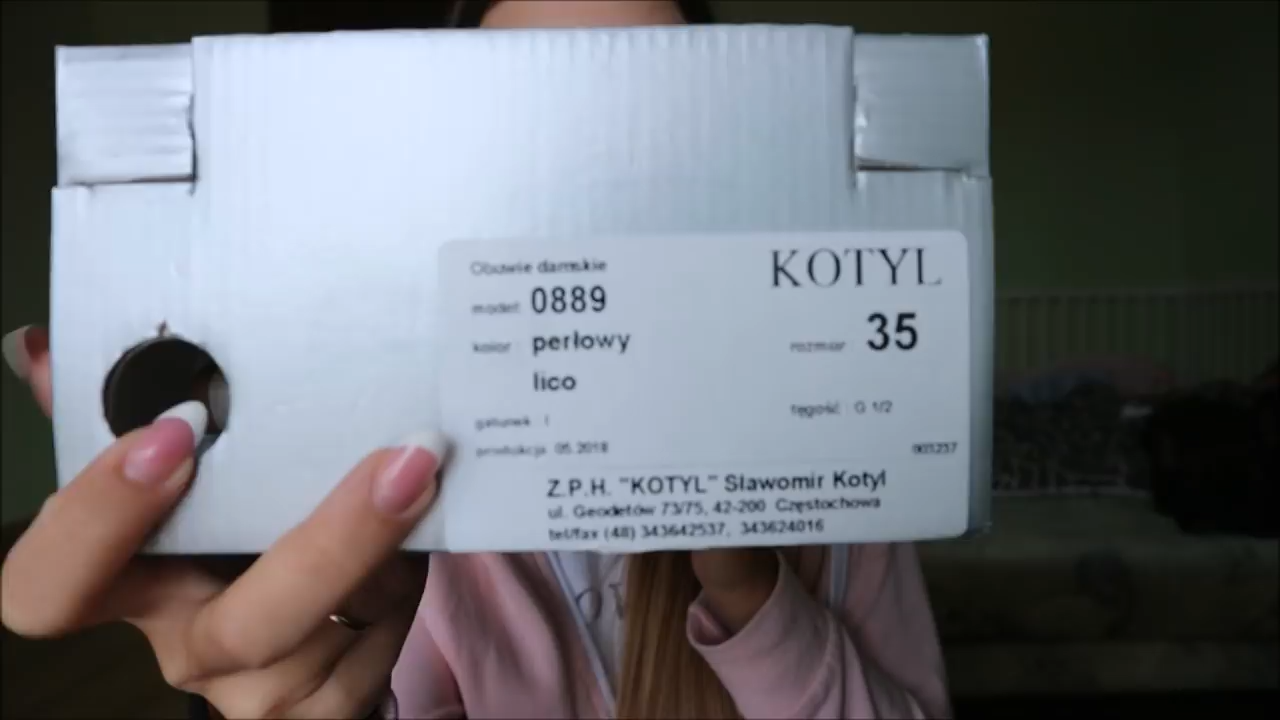 Obuwie damskie
KOTYL
model: 0889
kolor: perłowy
rozmiar 35
lico
tęgość : G 1/2
gatunek : I
produkcja 05.2018
003237
Z.P.H. "KOTYL" Sławomir Kotyl
ul. Geodetów 73/75, 42-200 Częstochowa
tel/fax (48) 343642537, 343624016